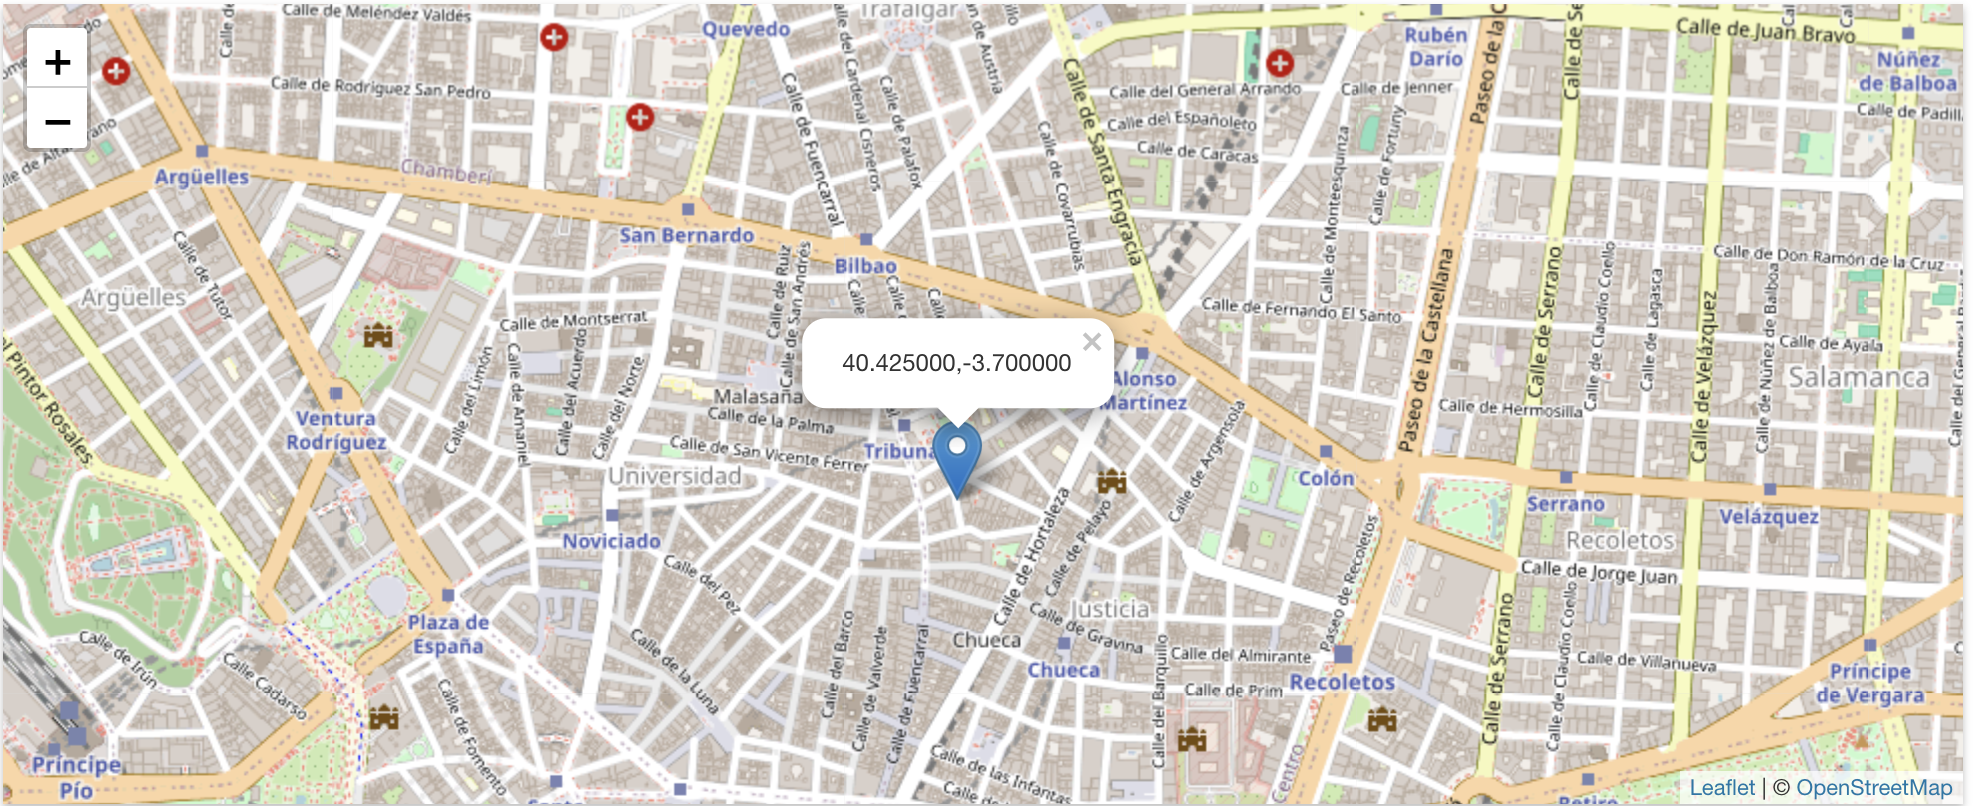 Calle de Meléndez Valdés
Quevedo
Trafalgar
Rubén
Darío
Calle de Juan Bravo
Núñez
de Balboa
+
−
Calle de Rodríguez San Pedro
Calle de Fuencarral
Calle del Cardenal Cisneros
Calle de Palafox
Calle de Santa Engracia
Calle del General Arrando
Calle de Jenner
Calle del Españoleto
Calle de Caracas
Calle de Covarrubias
Calle de Monteesquinza
Calle de Fortuny
Paseo de la C
Calle de Se
Calle de Padill
Argüelles
Chamberí
San Bernardo
Bilbao
Calle de Tutor
Argüelles
Calle de Ruiz
Calle de San Andrés
Calle de Don Ramón de la Cruz
Calle de Fernando El Santo
Calle de Montserrat
Paseo de la Castellana
Calle de Serrano
Calle de Claudio Coello
Calle de Lagasca
Calle de Velázquez
Calle de Núñez de Balboa
Calle de Ayala
Salamanca
40.425000,-3.700000
×
Alonso
Martínez
Malasaña
Calle de la Palma
Calle del Limón
Calle de Amaniel
Calle del Acuerdo
Calle del Norte
Calle de Hermosilla
Ventura
Rodríguez
el Pintor Rosales
Calle de San Vicente Ferrer
Tribuna
Universidad
Calle de Argensola
Colón
Serrano
Velázquez
Noviciado
Recoletos
Calle de Hortaleza
Calle de Pelayo
Paseo de Recoletos
Calle del Pez
Calle de Jorge Juan
Justicia
Plaza de
España
Calle de Gravina
Chueca
Chueca
Calle del Almirante
Calle de Prim
Recoletos
Calle de Villanueva
Príncipe
de Vergara
Calle de Irún
Calle Cadarso
Calle de la Luna
Calle del Barco
Calle de Valverde
Calle de Fuencarral
Calle del Barquillo
Calle de Serrano
Calle de Claudio Coello
Calle de Fomento
Príncipe
Pío
Calle de las Infantas
Centro
Leaflet | © OpenStreetMap